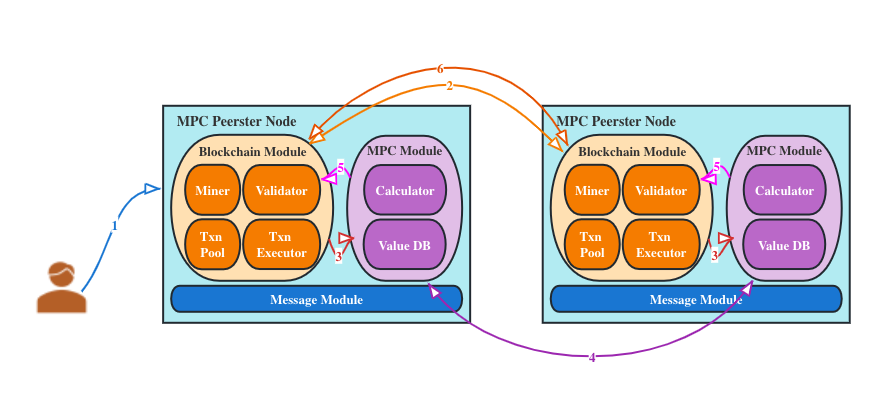 6
2
MPC Peerster Node
Blockchain Module
MPC Module
Miner
Validator
5
Calculator
Txn
Pool
Txn
Executor
3
Value DB
Message Module
MPC Peerster Node
Blockchain Module
MPC Module
Miner
Validator
5
Calculator
Txn
Pool
Txn
Executor
3
Value DB
Message Module
1
4